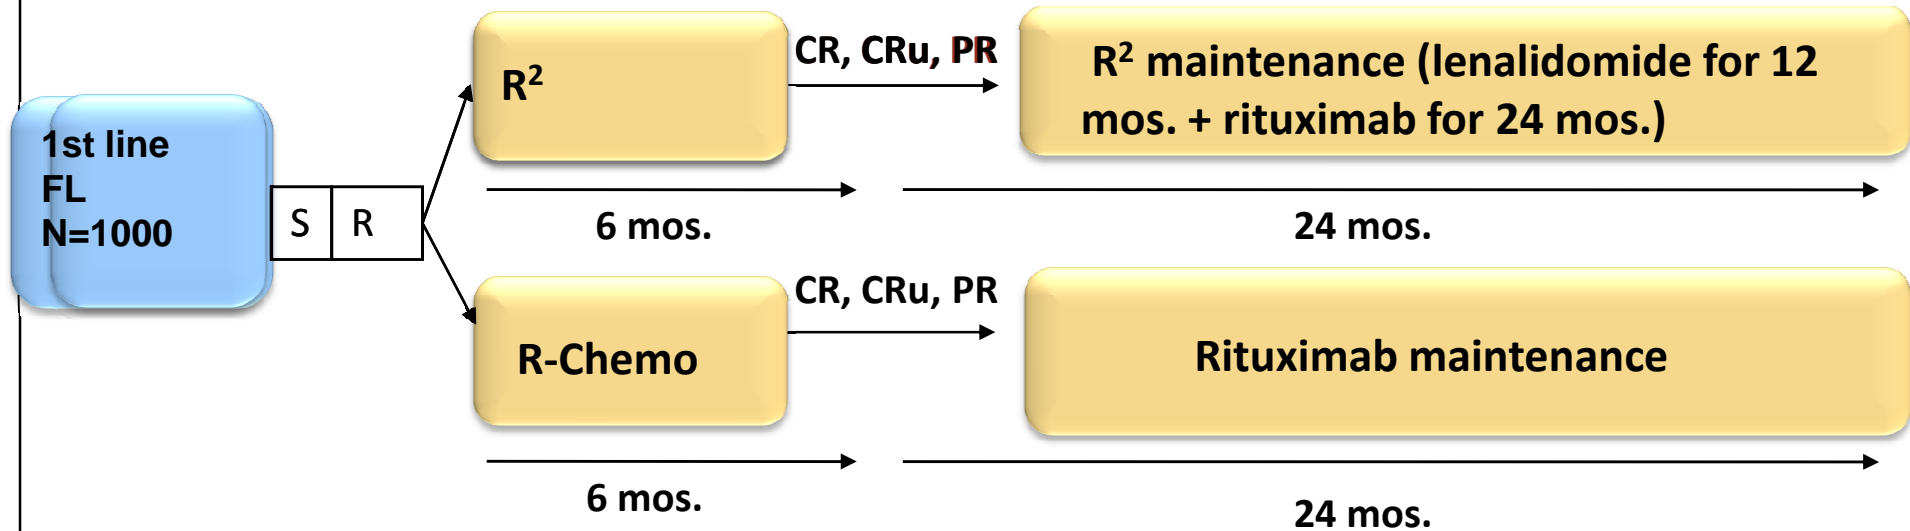 1st line
FL
N=1000
S R
R²
CR, CRu, PR
R² maintenance (lenalidomide for 12
mos. + rituximab for 24 mos.)
6 mos.
24 mos.
R-Chemo
CR, CRu, PR
Rituximab maintenance
6 mos.
24 mos.